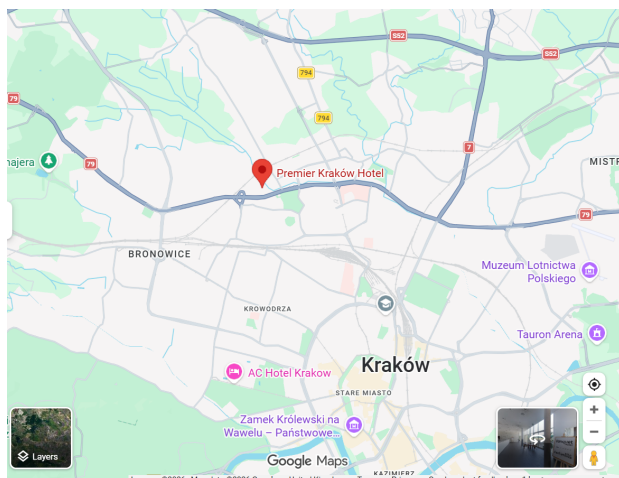 S52
S52
794
79
794
7
79
najera
MISTR
Premier Kraków Hotel
79
BRONOWICE
Muzeum Lotnictwa
Polskiego
KROWODRZA
Tauron Arena
Kraków
AC Hotel Krakow
STARE MIASTO
Zamek Królewski na
Wawelu – Państwowe...
Layers
Google Maps
KAZIMIERZ